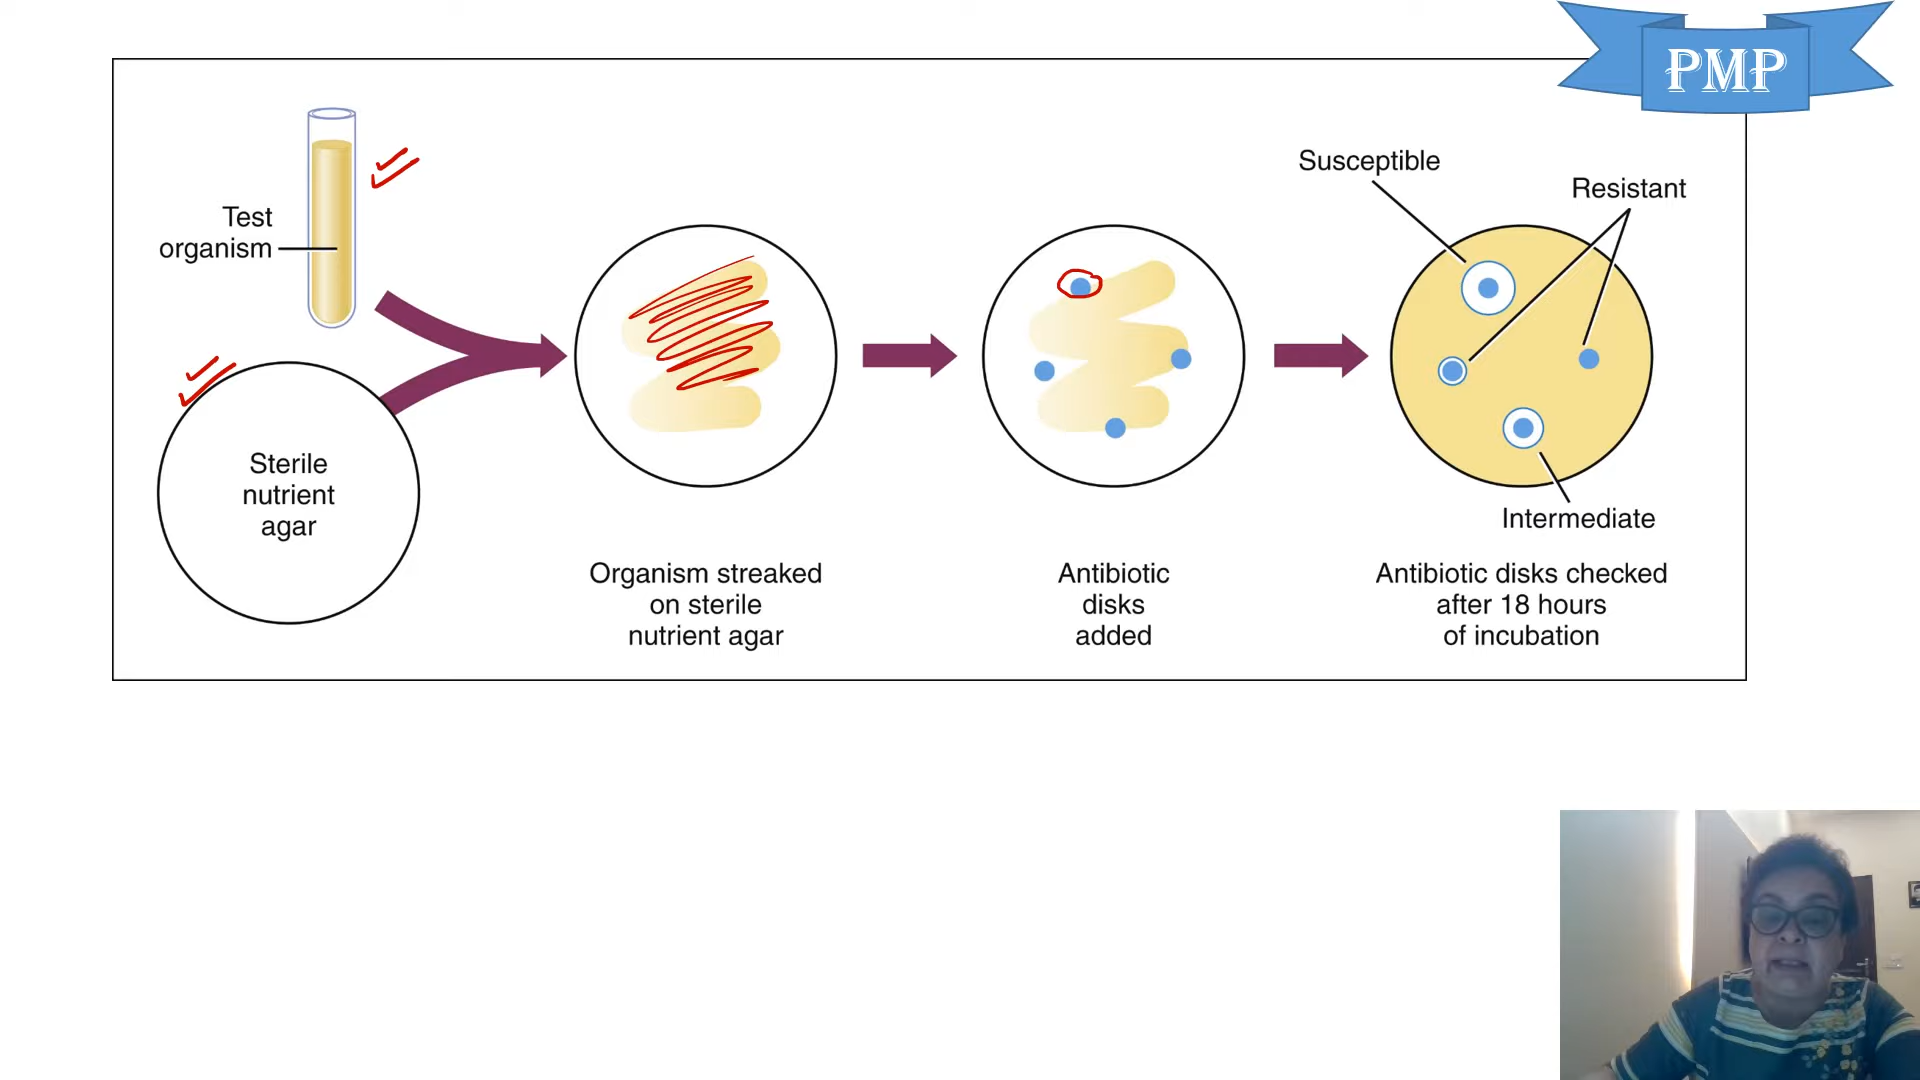 PMP
Test
organism
Sterile
nutrient
agar
Organism streaked
on sterile
nutrient agar
Antibiotic
disks
added
Susceptible
Resistant
Intermediate
Antibiotic disks checked
after 18 hours
of incubation